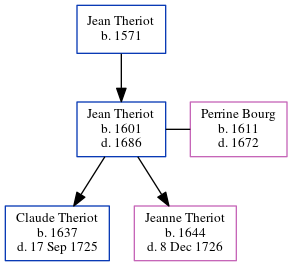 Jean Theriot
b. 1571
Jean Theriot
b. 1601
d. 1686
Perrine Bourg
b. 1611
d. 1672
Claude Theriot
b. 1637
d. 17 Sep 1725
Jeanne Theriot
b. 1644
d. 8 Dec 1726